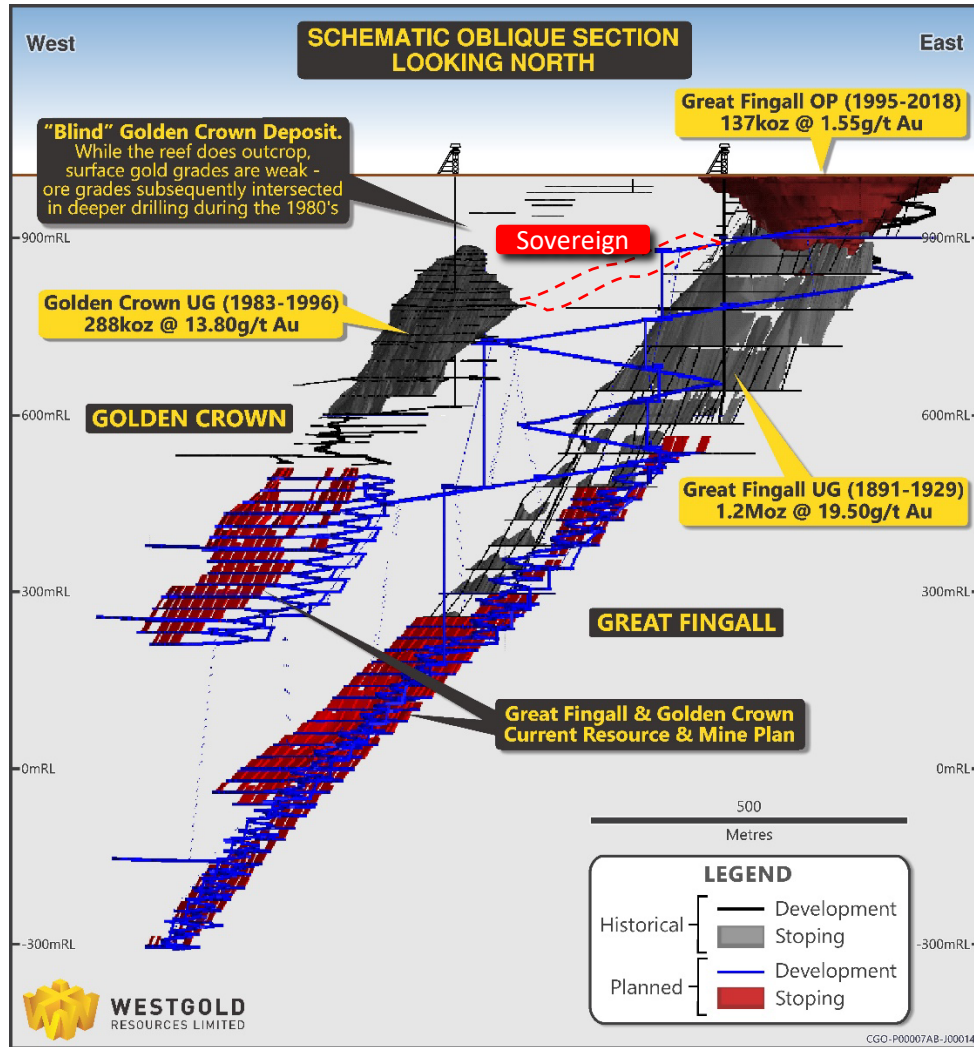 SCHEMATIC OBLIQUE SECTION
LOOKING NORTH
West
East
Great Fingall OP (1995-2018)
137koz @ 1.55g/t Au
"Blind" Golden Crown Deposit.
While the reef does outcrop,
surface gold grades are weak -
ore grades subsequently intersected
in deeper drilling during the 1980's
900mRL
Sovereign
900mRL
Golden Crown UG (1983-1996)
288koz @ 13.80g/t Au
600mRL
GOLDEN CROWN
600mRL
Great Fingall UG (1891-1929)
1.2Moz @ 19.50g/t Au
300mRL
300mRL
GREAT FINGALL
Great Fingall & Golden Crown
Current Resource & Mine Plan
0mRL
0mRL
500
Metres
LEGEND
Historical
Development
Stoping
Planned
Development
Stoping
-300mRL
-300mRL
WESTGOLD
RESOURCES LIMITED
CGO-P00007AB-J00014